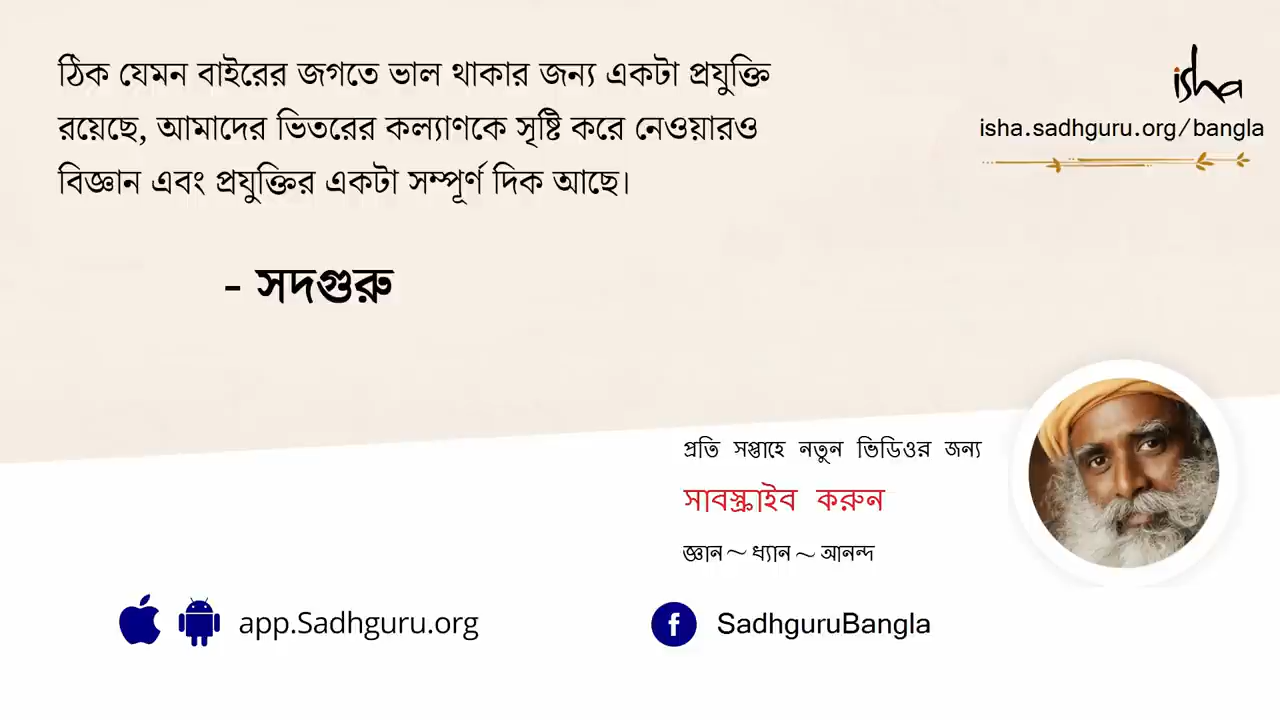 ঠিক যেমন বাইরের জগতে ভাল থাকার জন্য একটা প্রযুক্তি
রয়েছে, আমাদের ভিতরের কল্যাণকে সৃষ্টি করে নেওয়ারও
বিজ্ঞান এবং প্রযুক্তির একটা সম্পূর্ণ দিক আছে।
- সদগুরু
isha
isha.sadhguru.org/bangla
প্রতি সপ্তাহে নতুন ভিডিওর জন্য
সাবস্ক্রাইব করুন
জ্ঞান ~ ধ্যান ~ আনন্দ
app.Sadhguru.org
f SadhguruBangla